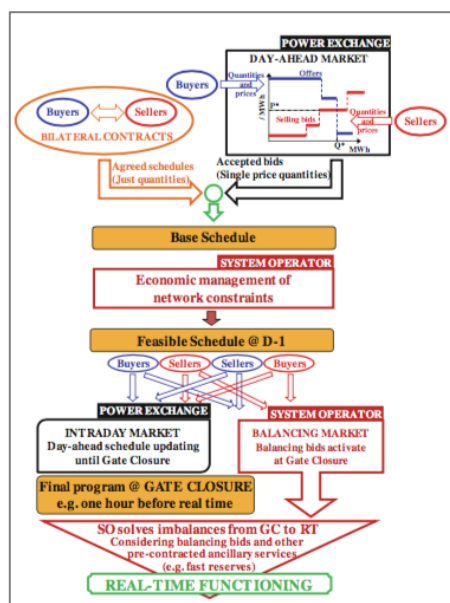 POWER EXCHANGE
DAY-AHEAD MARKET
Buyers
Quantities
and
prices
Offers
P*
/ MWh
Selling bids
Quantities
and
prices
Sellers
Q*
MWh
Buyers
Sellers
BILATERAL CONTRACTS
Agreed schedules
(Just quantities)
Accepted bids
(Single price quantities)
Base Schedule
SYSTEM OPERATOR
Economic management of
network constraints
Feasible Schedule @ D-1
Buyers Sellers Sellers Buyers
POWER EXCHANGE
INTRADAY MARKET
Day-ahead schedule updating
until Gate Closure
SYSTEM OPERATOR
BALANCING MARKET
Balancing bids activate
at Gate Closure
Final program @ GATE CLOSURE
e.g. one hour before real time
SO solves imbalances from GC to RT
Considering balancing bids and other
pre-contracted ancillary services
(e.g. fast reserves)
REAL-TIME FUNCTIONING